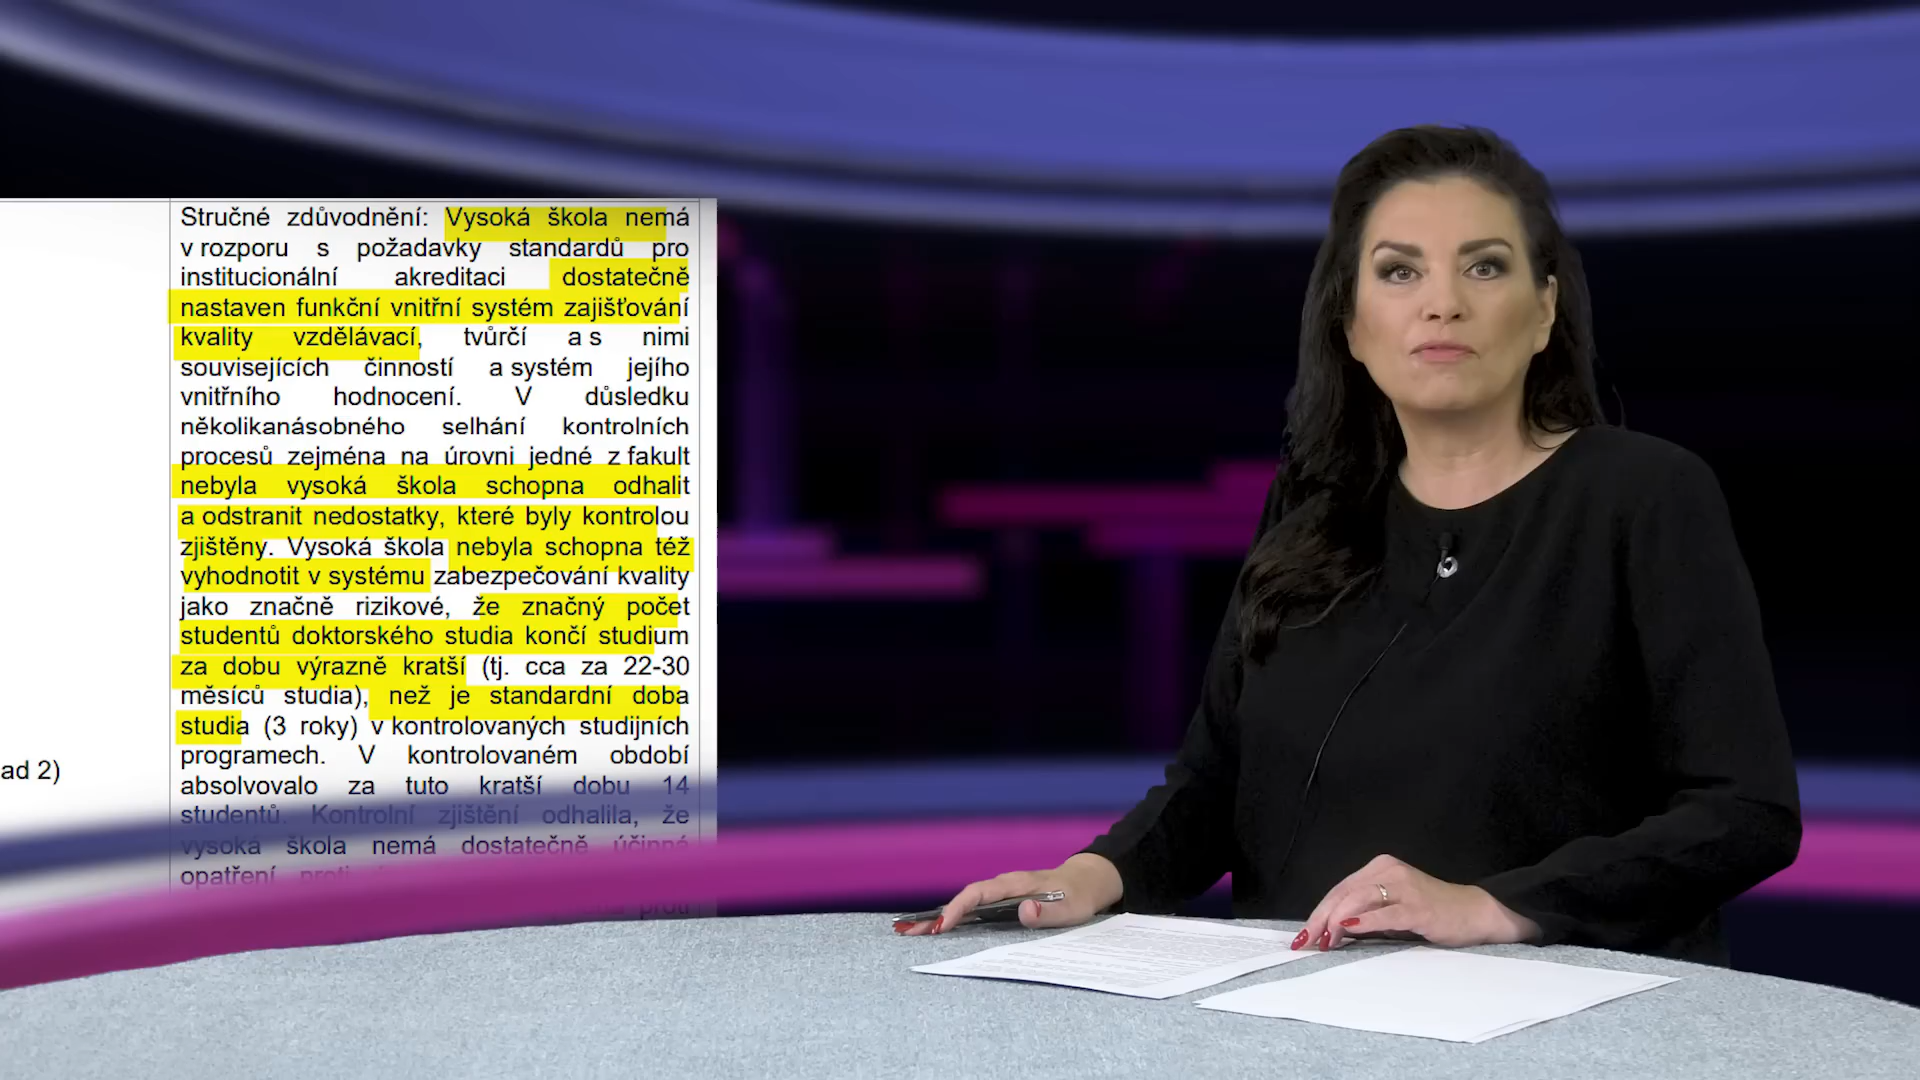 Stručné zdůvodnění: Vysoká škola nemá
v rozporu s požadavky standardů pro
institucionální akreditaci dostatečně
nastaven funkční vnitřní systém zajišťování
kvality vzdělávací, tvůrčí a s nimi
souvisejících činností a systém jejího
vnitřního hodnocení. V důsledku
několikanásobného selhání kontrolních
procesů zejména na úrovni jedné z fakult
nebyla vysoká škola schopna odhalit
a odstranit nedostatky, které byly kontrolou
zjištěny. Vysoká škola nebyla schopna též
vyhodnotit v systému zabezpečování kvality
jako značně rizikové, že značný počet
studentů doktorského studia končí studium
za dobu výrazně kratší (tj. cca za 22-30
měsíců studia), než je standardní doba
studia (3 roky) v kontrolovaných studijních
programech. V kontrolovaném období
ad 2)
absolvovalo za tuto kratší dobu 14
studentů. Kontrolní zjištění odhalila, že
vysoká škola nemá dostatečně účinná
opatření proti
proti